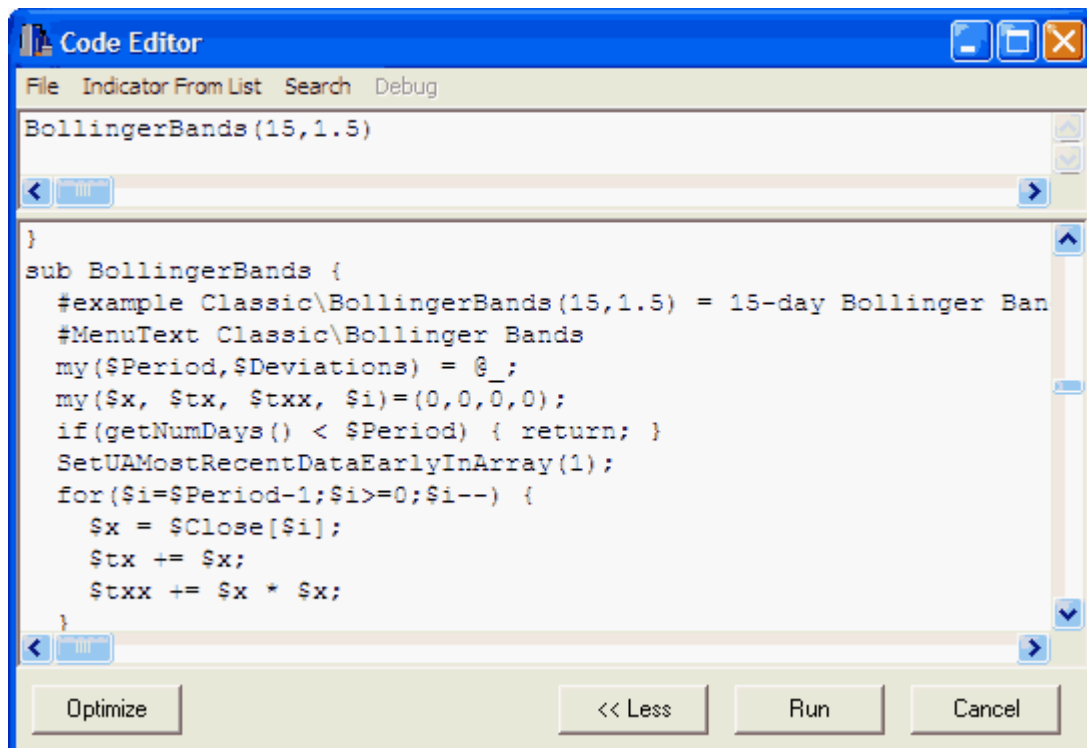 Code Editor
File Indicator From List Search Debug
BollingerBands(15,1.5)
}
sub BollingerBands {
#example Classic\BollingerBands(15,1.5) = 15-day Bollinger Ban
#MenuText Classic\Bollinger Bands
my($Period,$Deviations) = @_;
my($x, $tx, $txx, $i)=(0,0,0,0);
if(getNumDays() < $Period) { return; }
SetUAMostRecentDataEarlyInArray(1);
for($i=$Period-1;$i>=0;$i--) {
$x = $Close[$i];
$tx += $x;
$txx += $x * $x;
}
Optimize << Less Run Cancel